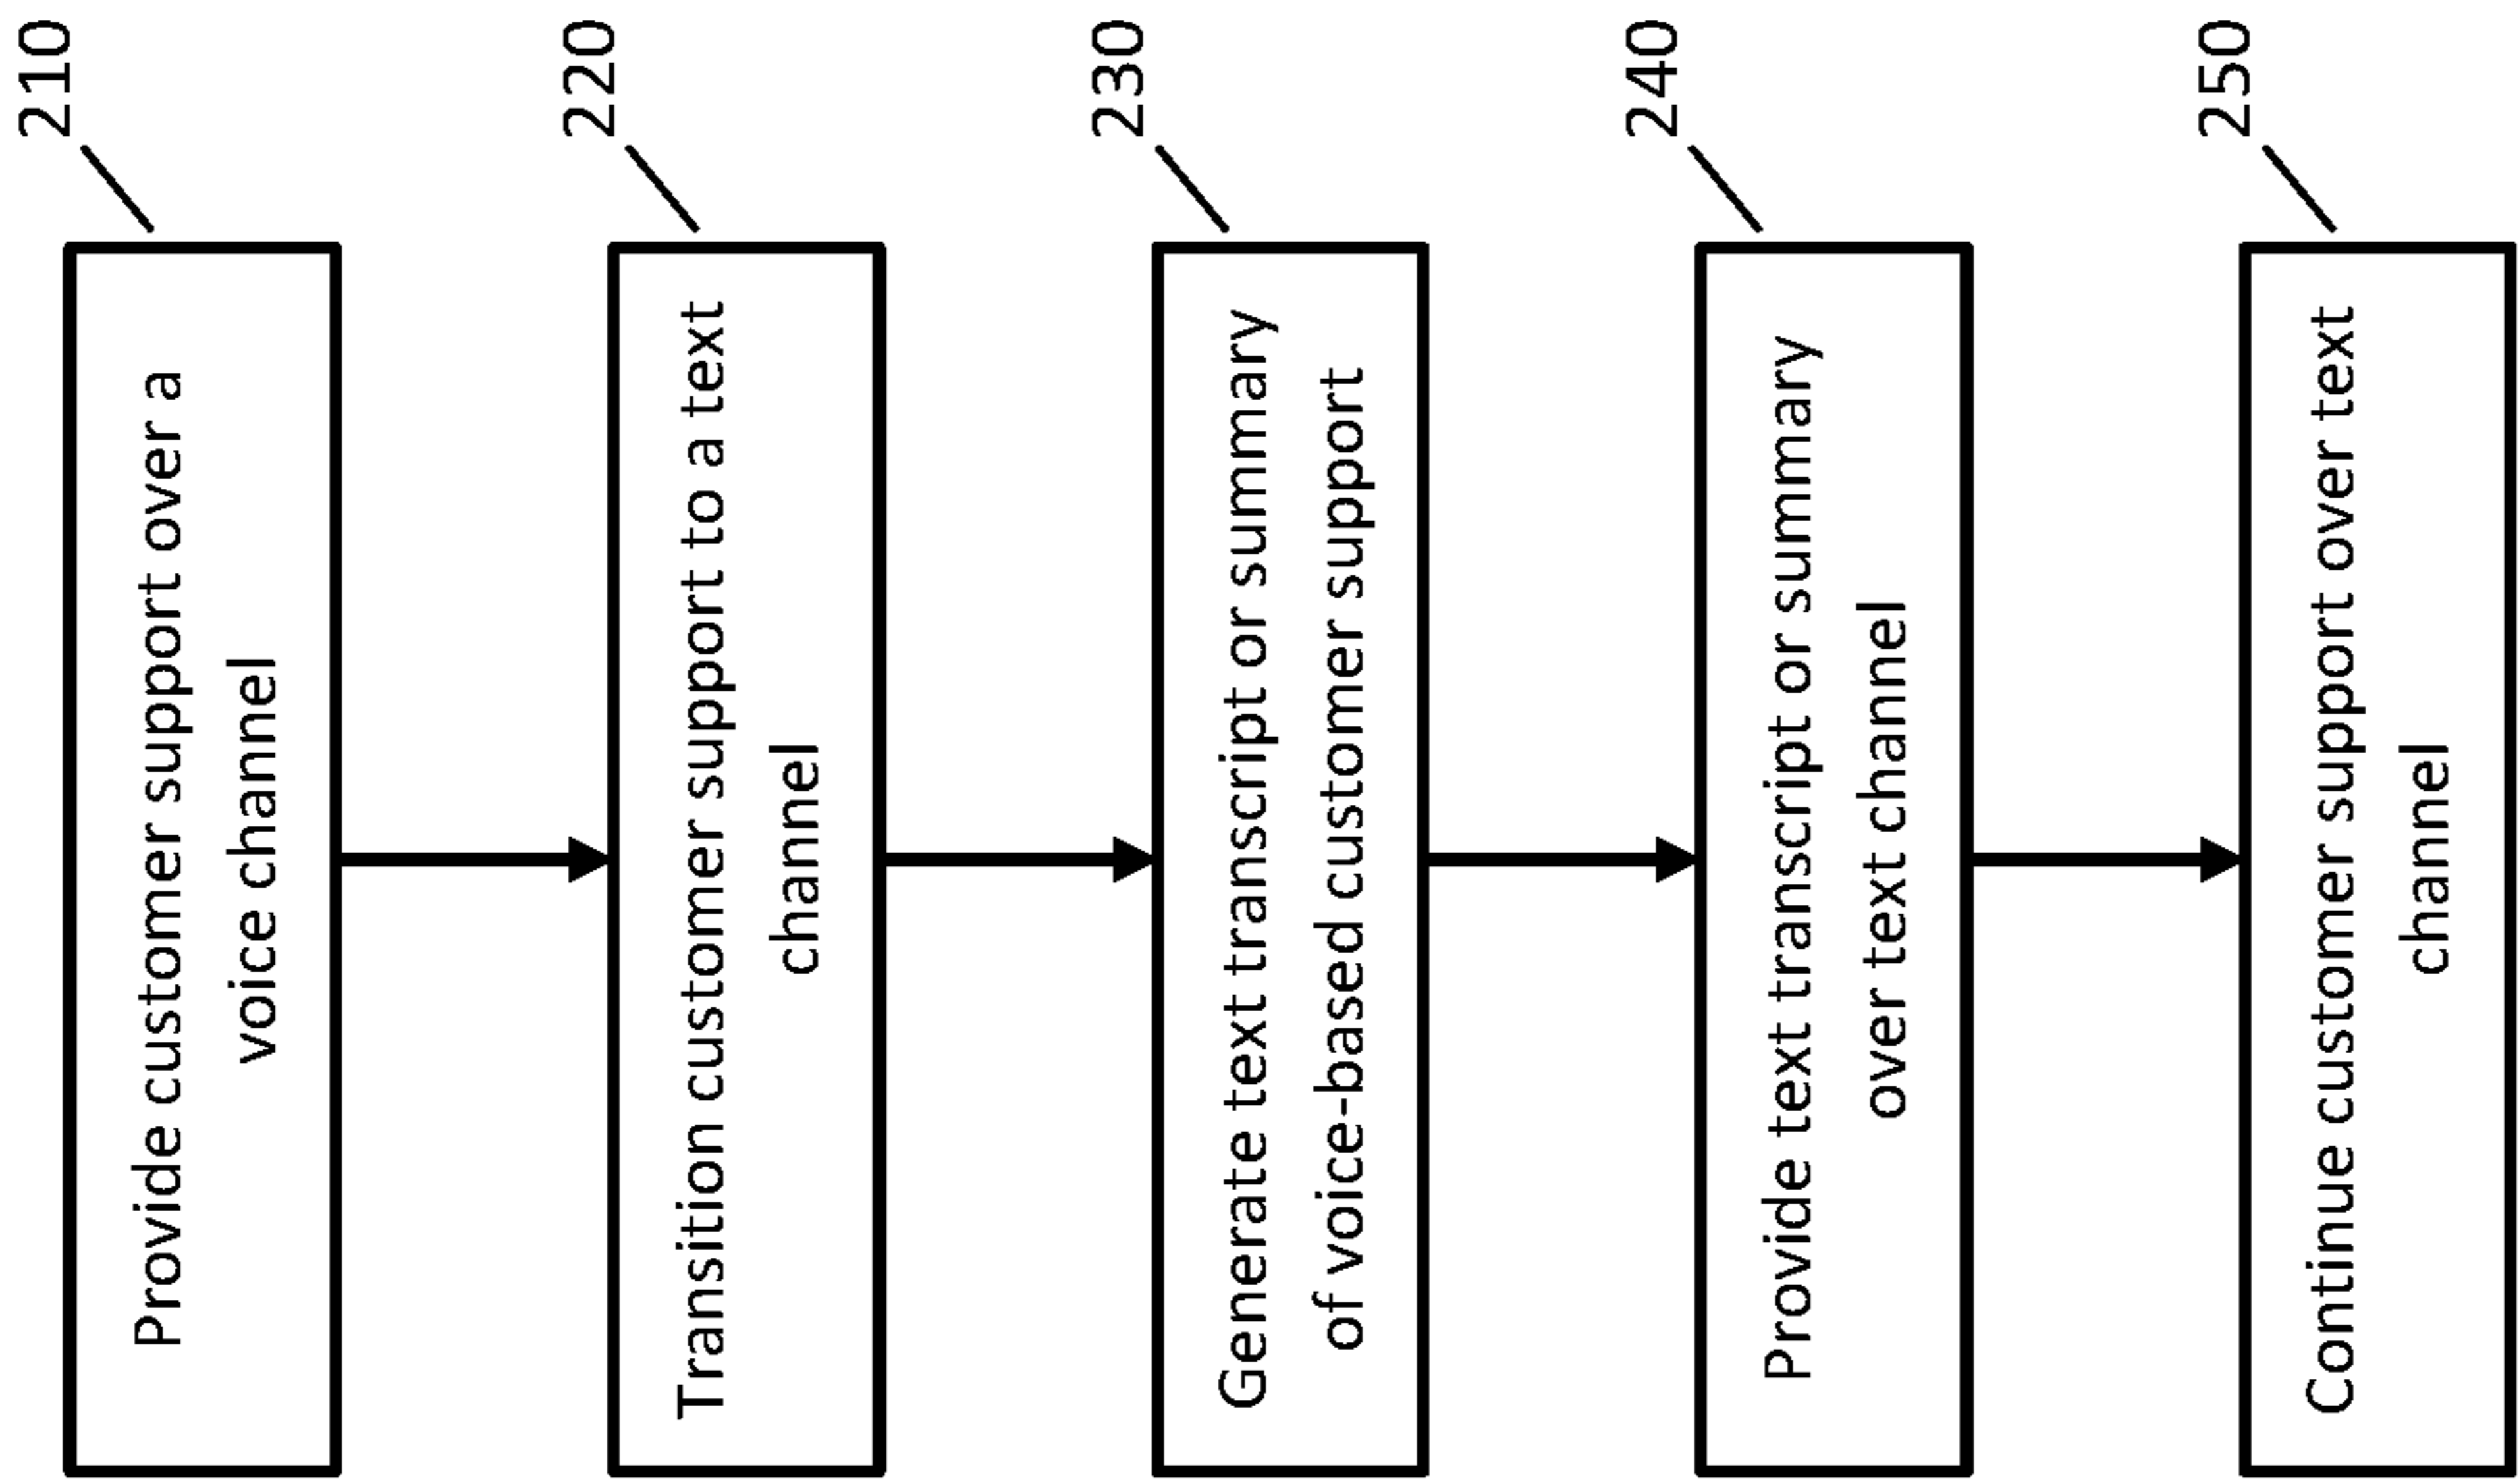 210
Provide customer support over a
voice channel
220
Transition customer support to a text
channel
230
Generate text transcript or summary
of voice-based customer support
240
Provide text transcript or summary
over text channel
250
Continue customer support over text
channel